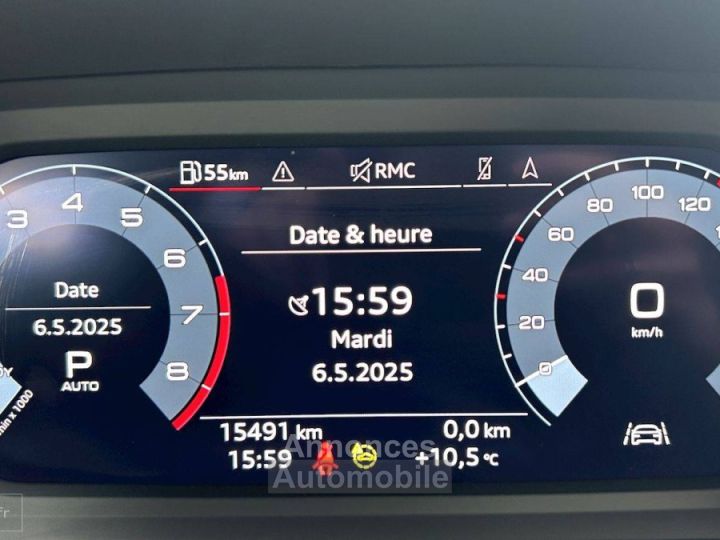 55km
RMC
Date & heure
15:59
Mardi
6.5.2025
Date
6.5.2025
P
AUTO
3
4
5
6
7
8
min x 1000
0
20
40
60
80
100
120
0
km/h
15491 km
0,0 km
15:59
+10,5 °C
Annonces
Automobile